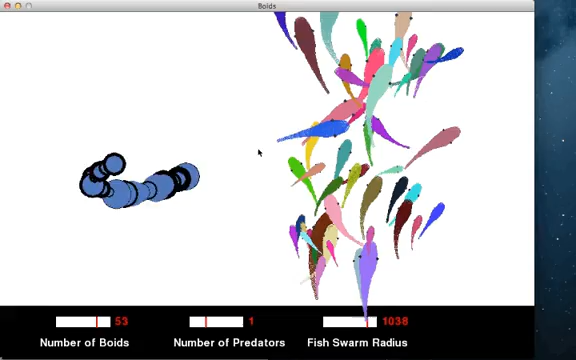 Boids
53 1 1038
Number of Boids Number of Predators Fish Swarm Radius